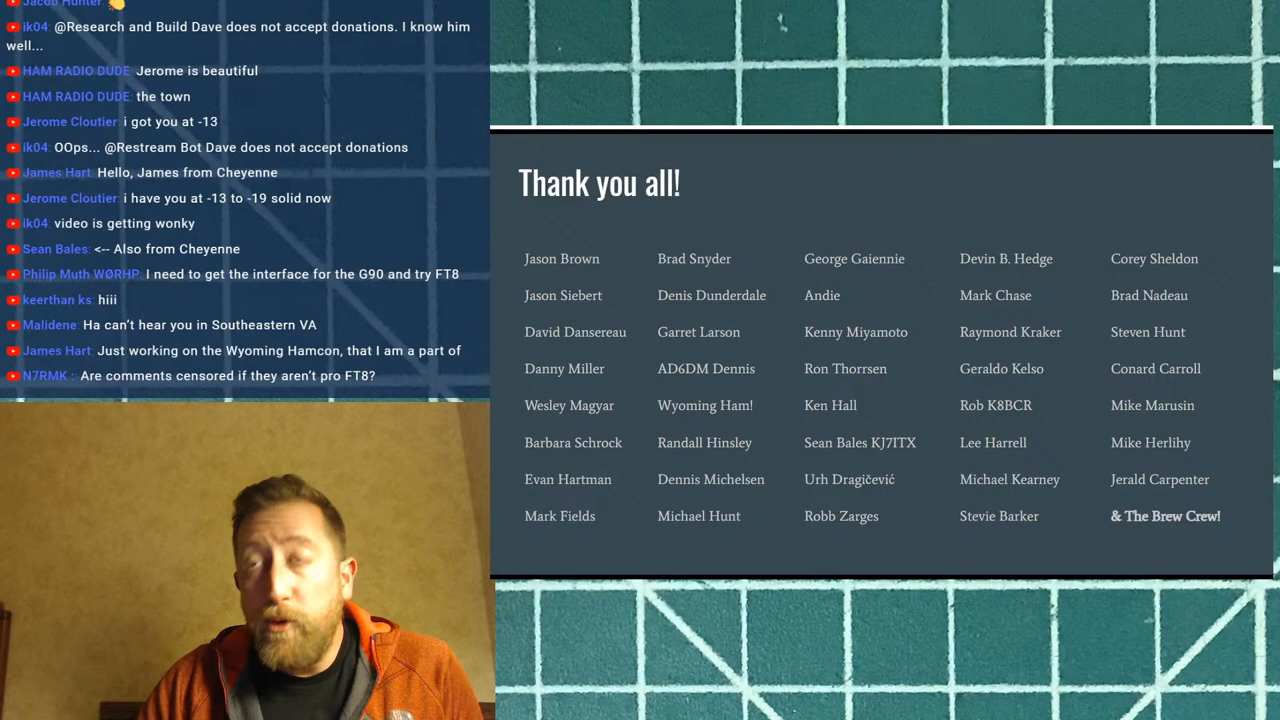 Jacob Hunter: 👏
ik04: @Research and Build Dave does not accept donations. I know him
well...
HAM RADIO DUDE: Jerome is beautiful
HAM RADIO DUDE: the town
Jerome Cloutier: i got you at -13
ik04: OOps... @Restream Bot Dave does not accept donations
James Hart: Hello, James from Cheyenne
Jerome Cloutier: i have you at -13 to -19 solid now
ik04: video is getting wonky
Sean Bales: <-- Also from Cheyenne
Philip Muth WØRHP: I need to get the interface for the G90 and try FT8
keerthan ks: hiii
Malidene: Ha can’t hear you in Southeastern VA
James Hart: Just working on the Wyoming Hamcon, that I am a part of
N7RMK : Are comments censored if they aren’t pro FT8?
Thank you all!
Jason Brown Brad Snyder George Gaiennie Devin B. Hedge Corey Sheldon
Jason Siebert Denis Dunderdale Andie Mark Chase Brad Nadeau
David Dansereau Garret Larson Kenny Miyamoto Raymond Kraker Steven Hunt
Danny Miller AD6DM Dennis Ron Thorrsen Geraldo Kelso Conard Carroll
Wesley Magyar Wyoming Ham! Ken Hall Rob K8BCR Mike Marusin
Barbara Schrock Randall Hinsley Sean Bales KJ7ITX Lee Harrell Mike Herlihy
Evan Hartman Dennis Michelsen Urh Dragičević Michael Kearney Jerald Carpenter
Mark Fields Michael Hunt Robb Zarges Stevie Barker & The Brew Crew!